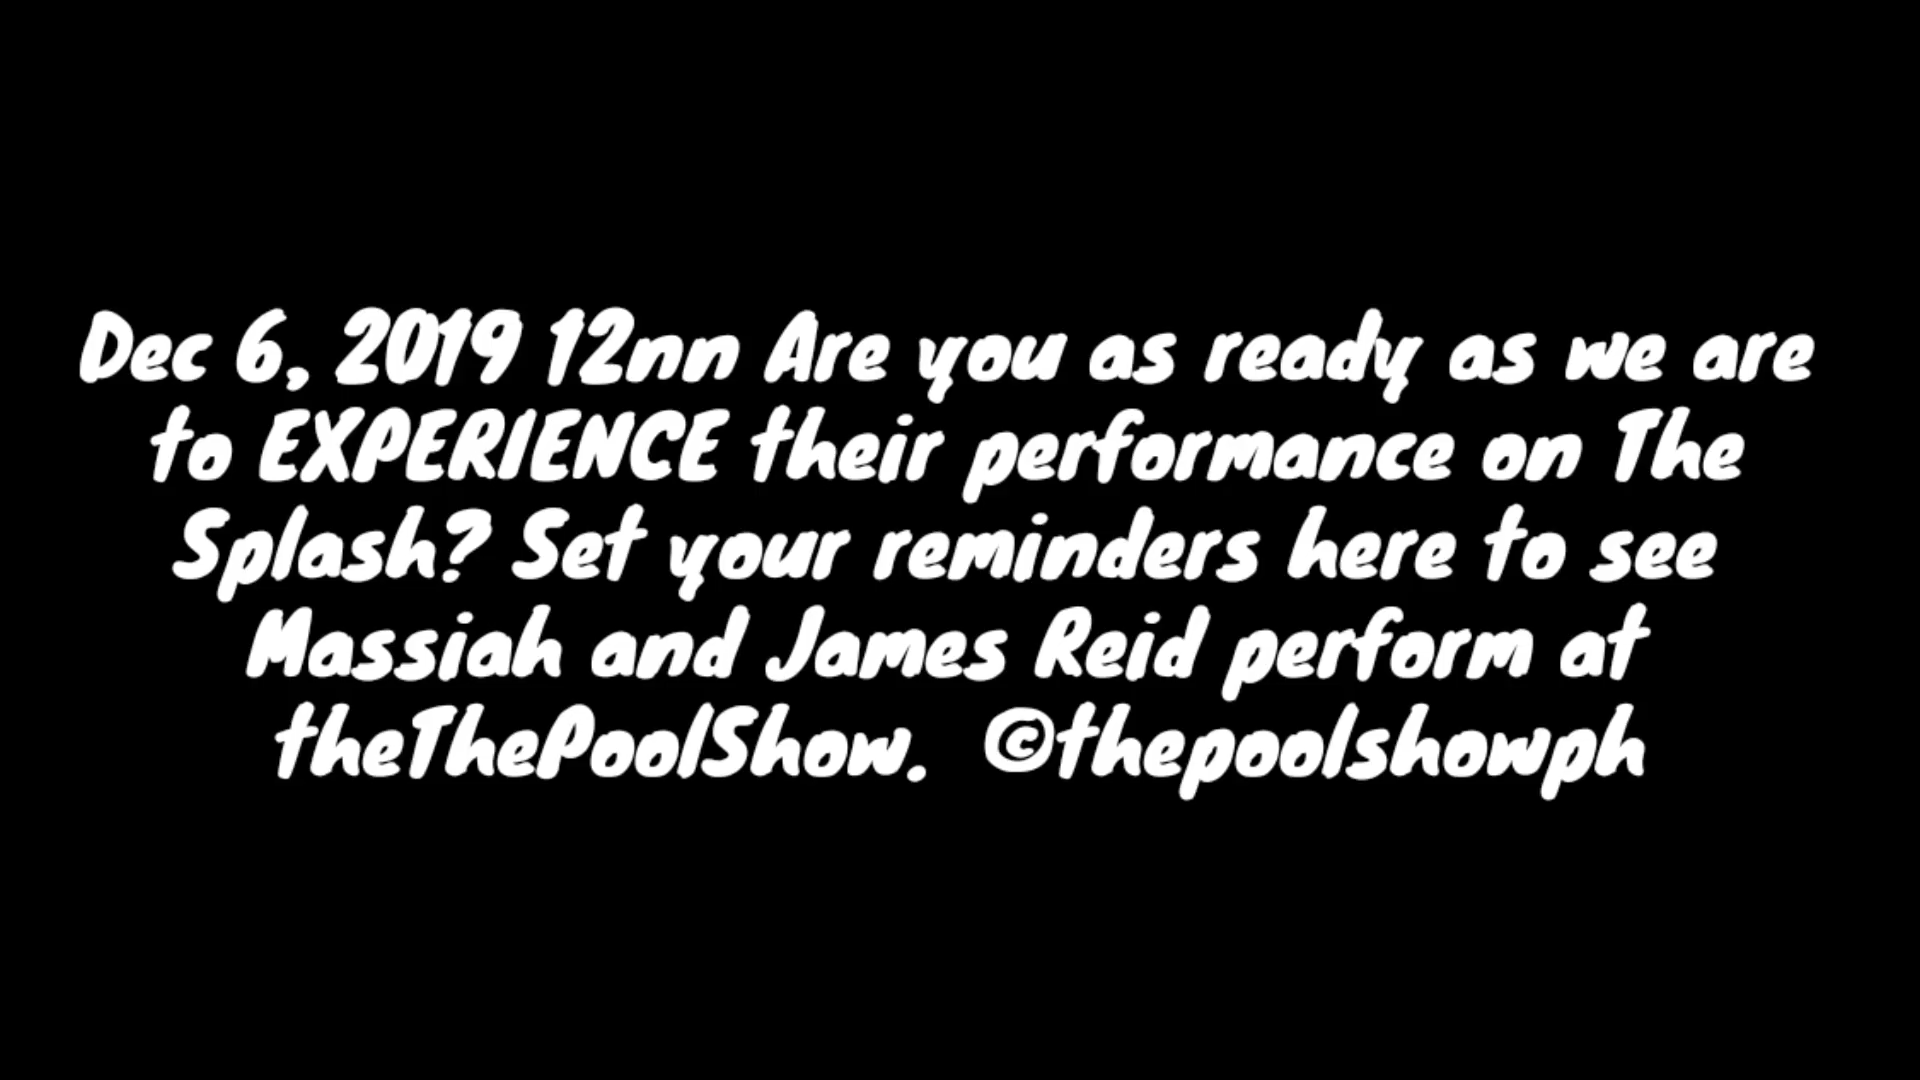 Dec 6, 2019 12nn Are you as ready as we are
to EXPERIENCE their performance on The
Splash? Set your reminders here to see
Massiah and James Reid perform at
theThePoolShow. ©thepoolshowph